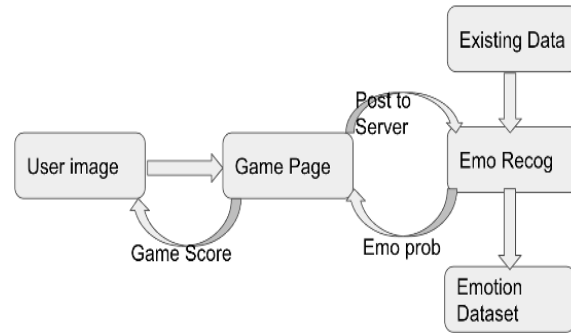 Existing Data
Post to
Server
User image
Game Page
Emo Recog
Game Score
Emo prob
Emotion
Dataset